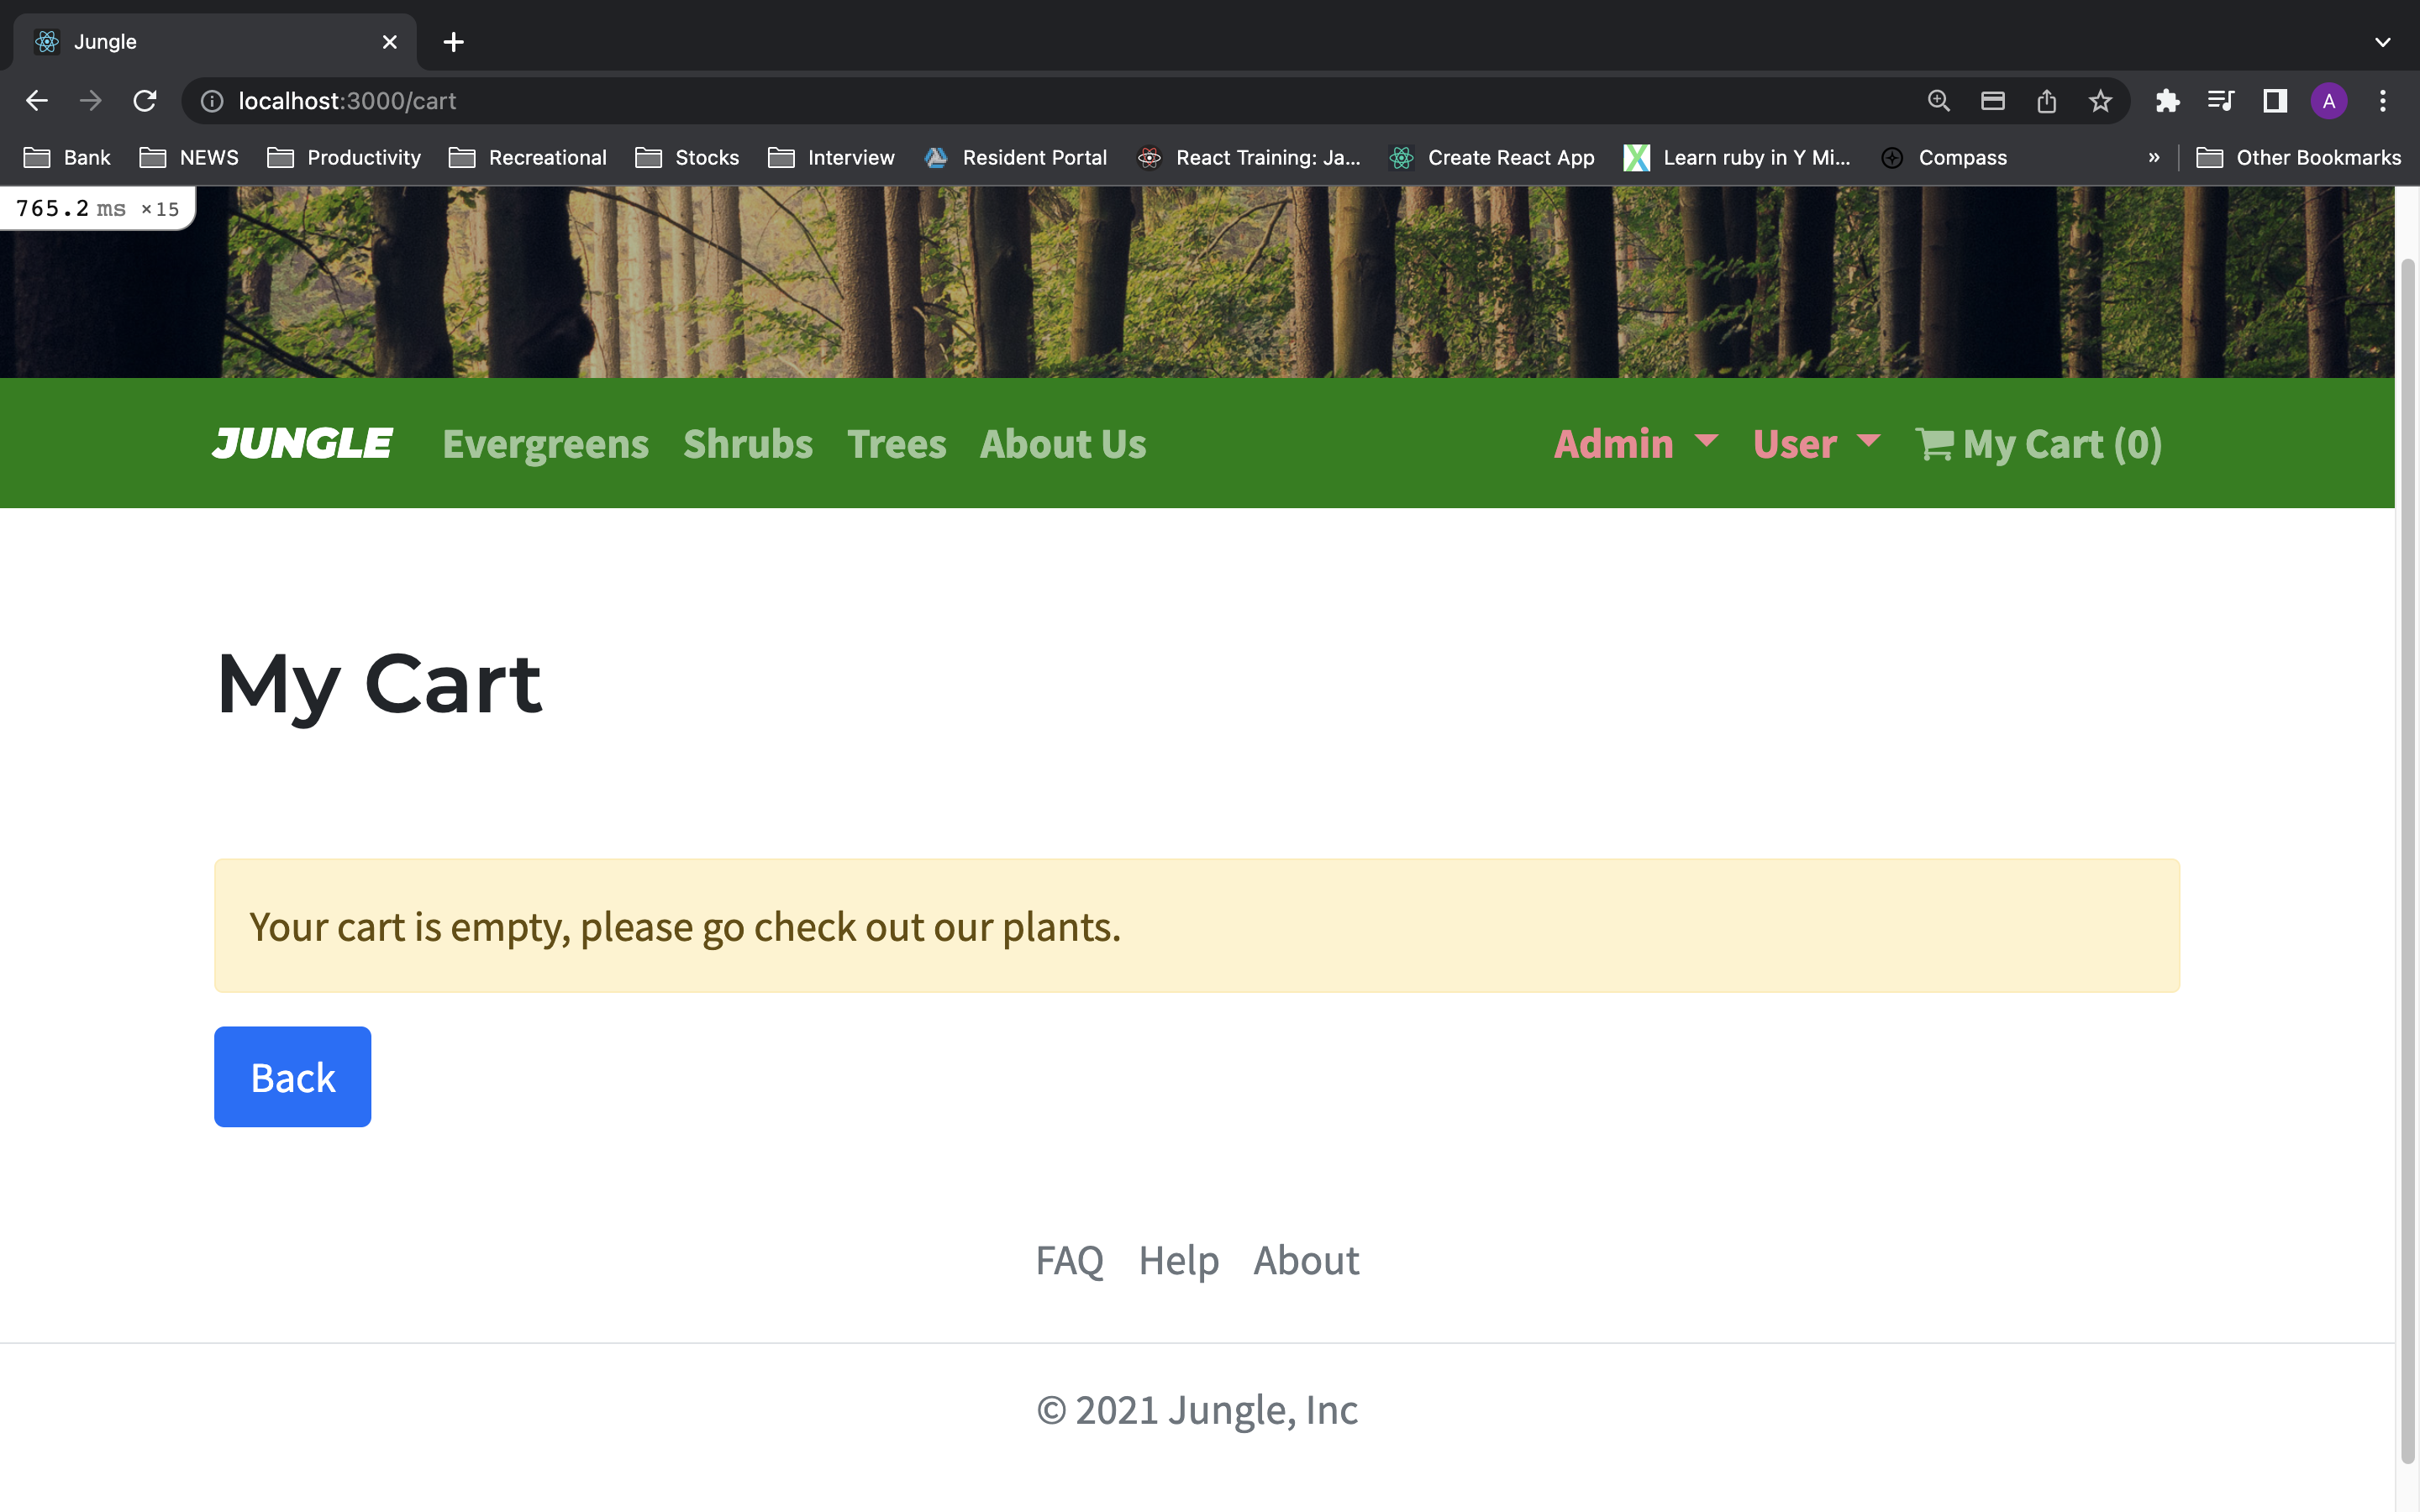 Jungle
localhost:3000/cart
A
Bank NEWS Productivity Recreational Stocks Interview Resident Portal React Training: Ja... Create React App Learn ruby in Y Mi... Compass » Other Bookmarks
765.2 ms ×15
JUNGLE Evergreens Shrubs Trees About Us Admin User My Cart (0)
My Cart
Your cart is empty, please go check out our plants.
Back
FAQ Help About
© 2021 Jungle, Inc